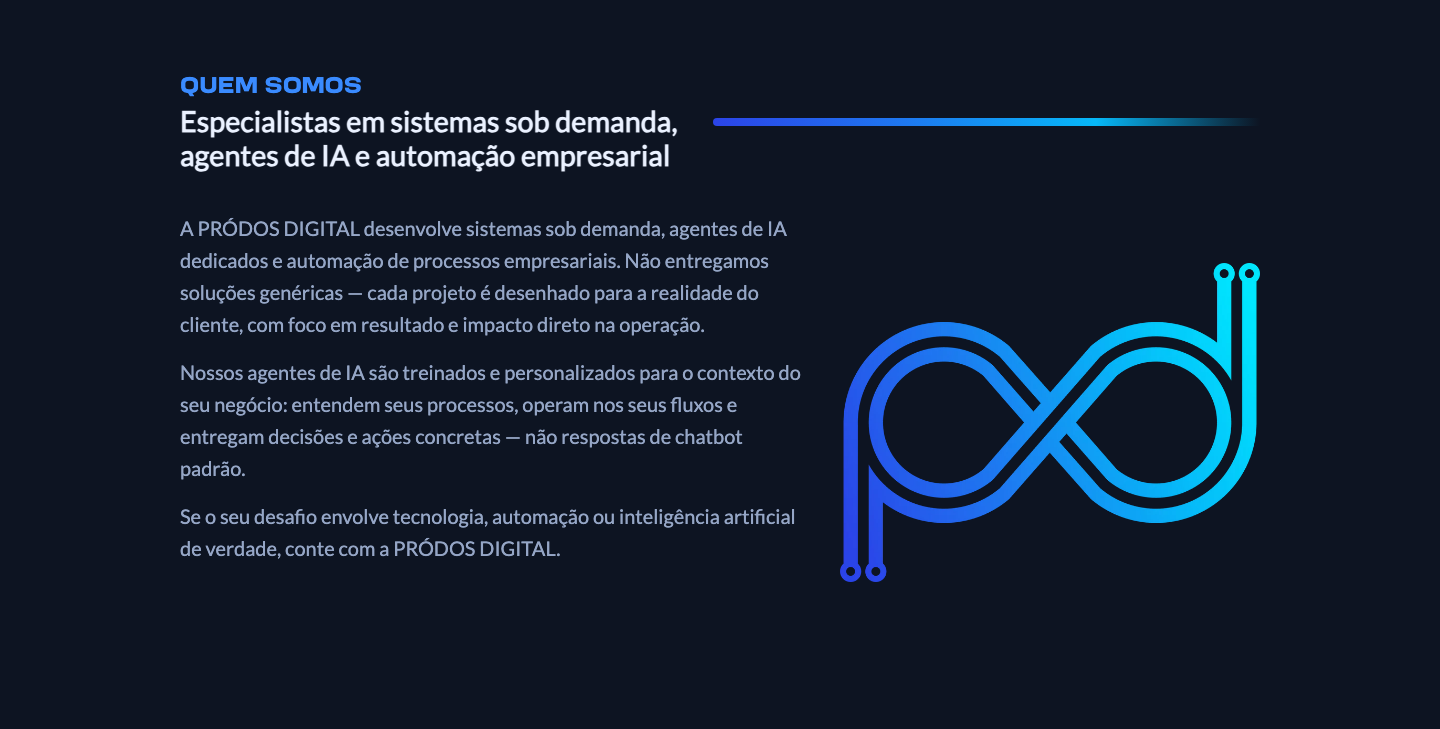 QUEM SOMOS
Especialistas em sistemas sob demanda,
agentes de IA e automação empresarial
A PRÓDOS DIGITAL desenvolve sistemas sob demanda, agentes de IA
dedicados e automação de processos empresariais. Não entregamos
soluções genéricas — cada projeto é desenhado para a realidade do
cliente, com foco em resultado e impacto direto na operação.
Nossos agentes de IA são treinados e personalizados para o contexto do
seu negócio: entendem seus processos, operam nos seus fluxos e
entregam decisões e ações concretas — não respostas de chatbot
padrão.
Se o seu desafio envolve tecnologia, automação ou inteligência artificial
de verdade, conte com a PRÓDOS DIGITAL.